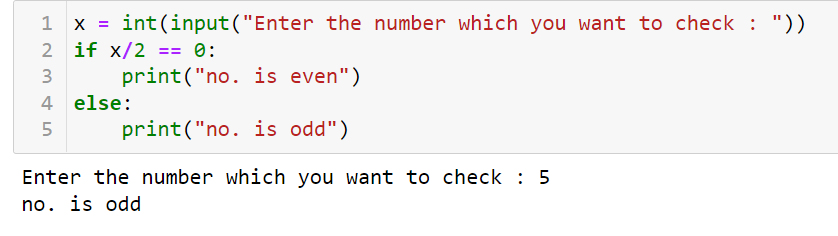 1 x = int(input("Enter the number which you want to check : "))
2 if x/2 == 0:
3     print("no. is even")
4 else:
5     print("no. is odd")
Enter the number which you want to check : 5
no. is odd